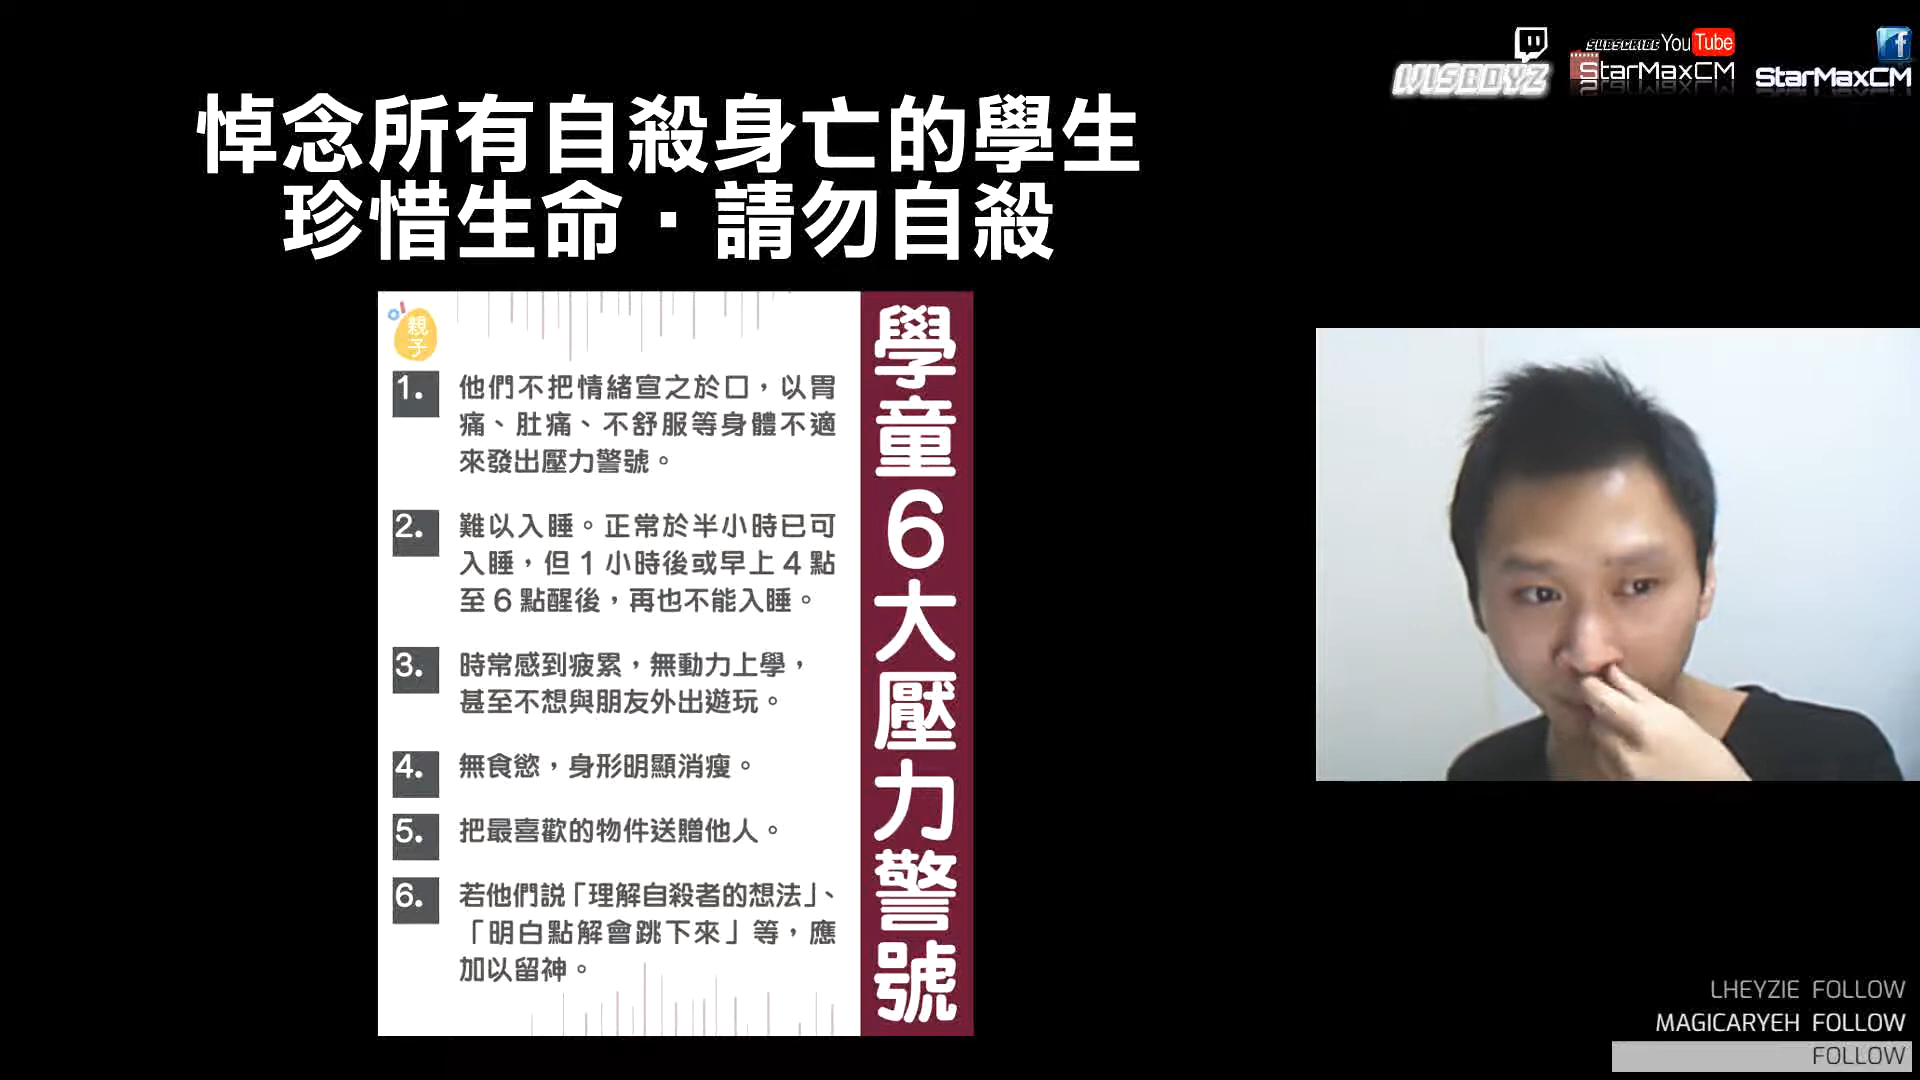 悼念所有自殺身亡的學生
珍惜生命·請勿自殺
WISBOYZ
SUBSCRIBE YouTube
StarMaxCM
StarMaxCM
親子
學童6大壓力警號
1. 他們不把情緒宣之於口，以胃
痛、肚痛、不舒服等身體不適
來發出壓力警號。
2. 難以入睡。正常於半小時已可
入睡，但1小時後或早上4點
至6點醒後，再也不能入睡。
3. 時常感到疲累，無動力上學，
甚至不想與朋友外出遊玩。
4. 無食慾，身形明顯消瘦。
5. 把最喜歡的物件送贈他人。
6. 若他們説「理解自殺者的想法」、
「明白點解會跳下來」等，應
加以留神。
LHEYZIE FOLLOW
MAGICARYEH FOLLOW
FOLLOW